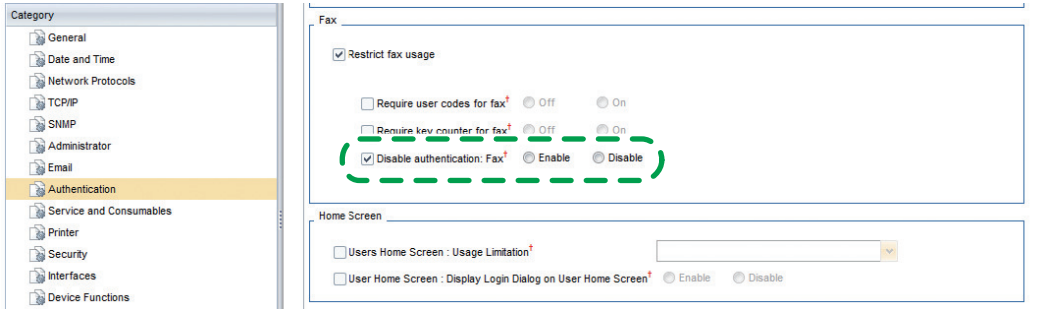 Category
General
Date and Time
Network Protocols
TCP/IP
SNMP
Administrator
Email
Authentication
Service and Consumables
Printer
Security
Interfaces
Device Functions
Fax
Restrict fax usage
Require user codes for fax† Off On
Require key counter for fax† Off On
Disable authentication: Fax† Enable Disable
Home Screen
Users Home Screen : Usage Limitation†
User Home Screen : Display Login Dialog on User Home Screen† Enable Disable